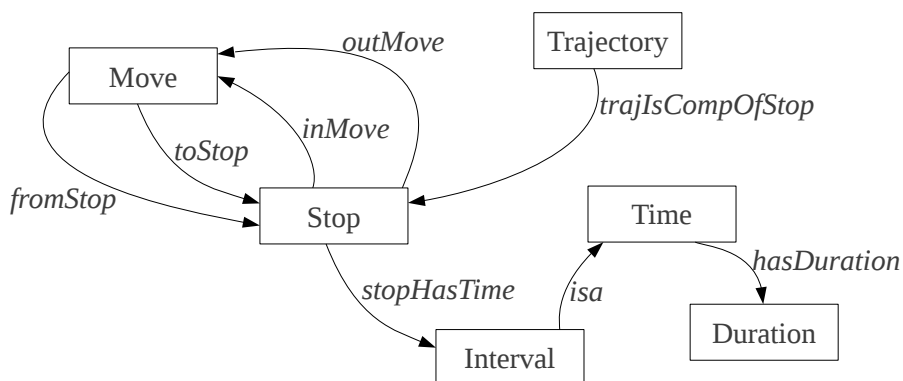 outMove
Trajectory
Move
trajIsCompOfStop
inMove
toStop
fromStop
Stop
Time
hasDuration
stopHasTime
isa
Duration
Interval